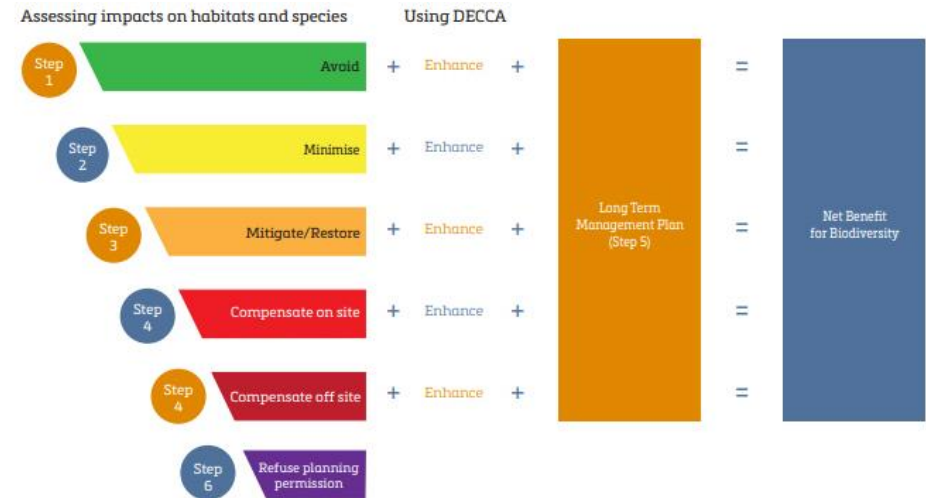 Assessing impacts on habitats and species
Using DECCA
Step
1
Avoid
+ Enhance + =
Step
2
Minimise
+ Enhance + =
Step
3
Mitigate/Restore
+ Enhance +
Long Term
Management Plan
(Step 5)
=
Net Benefit
for Biodiversity
Step
4
Compensate on site
+ Enhance + =
Step
4
Compensate off site
+ Enhance + =
Step
6
Refuse planning
permission